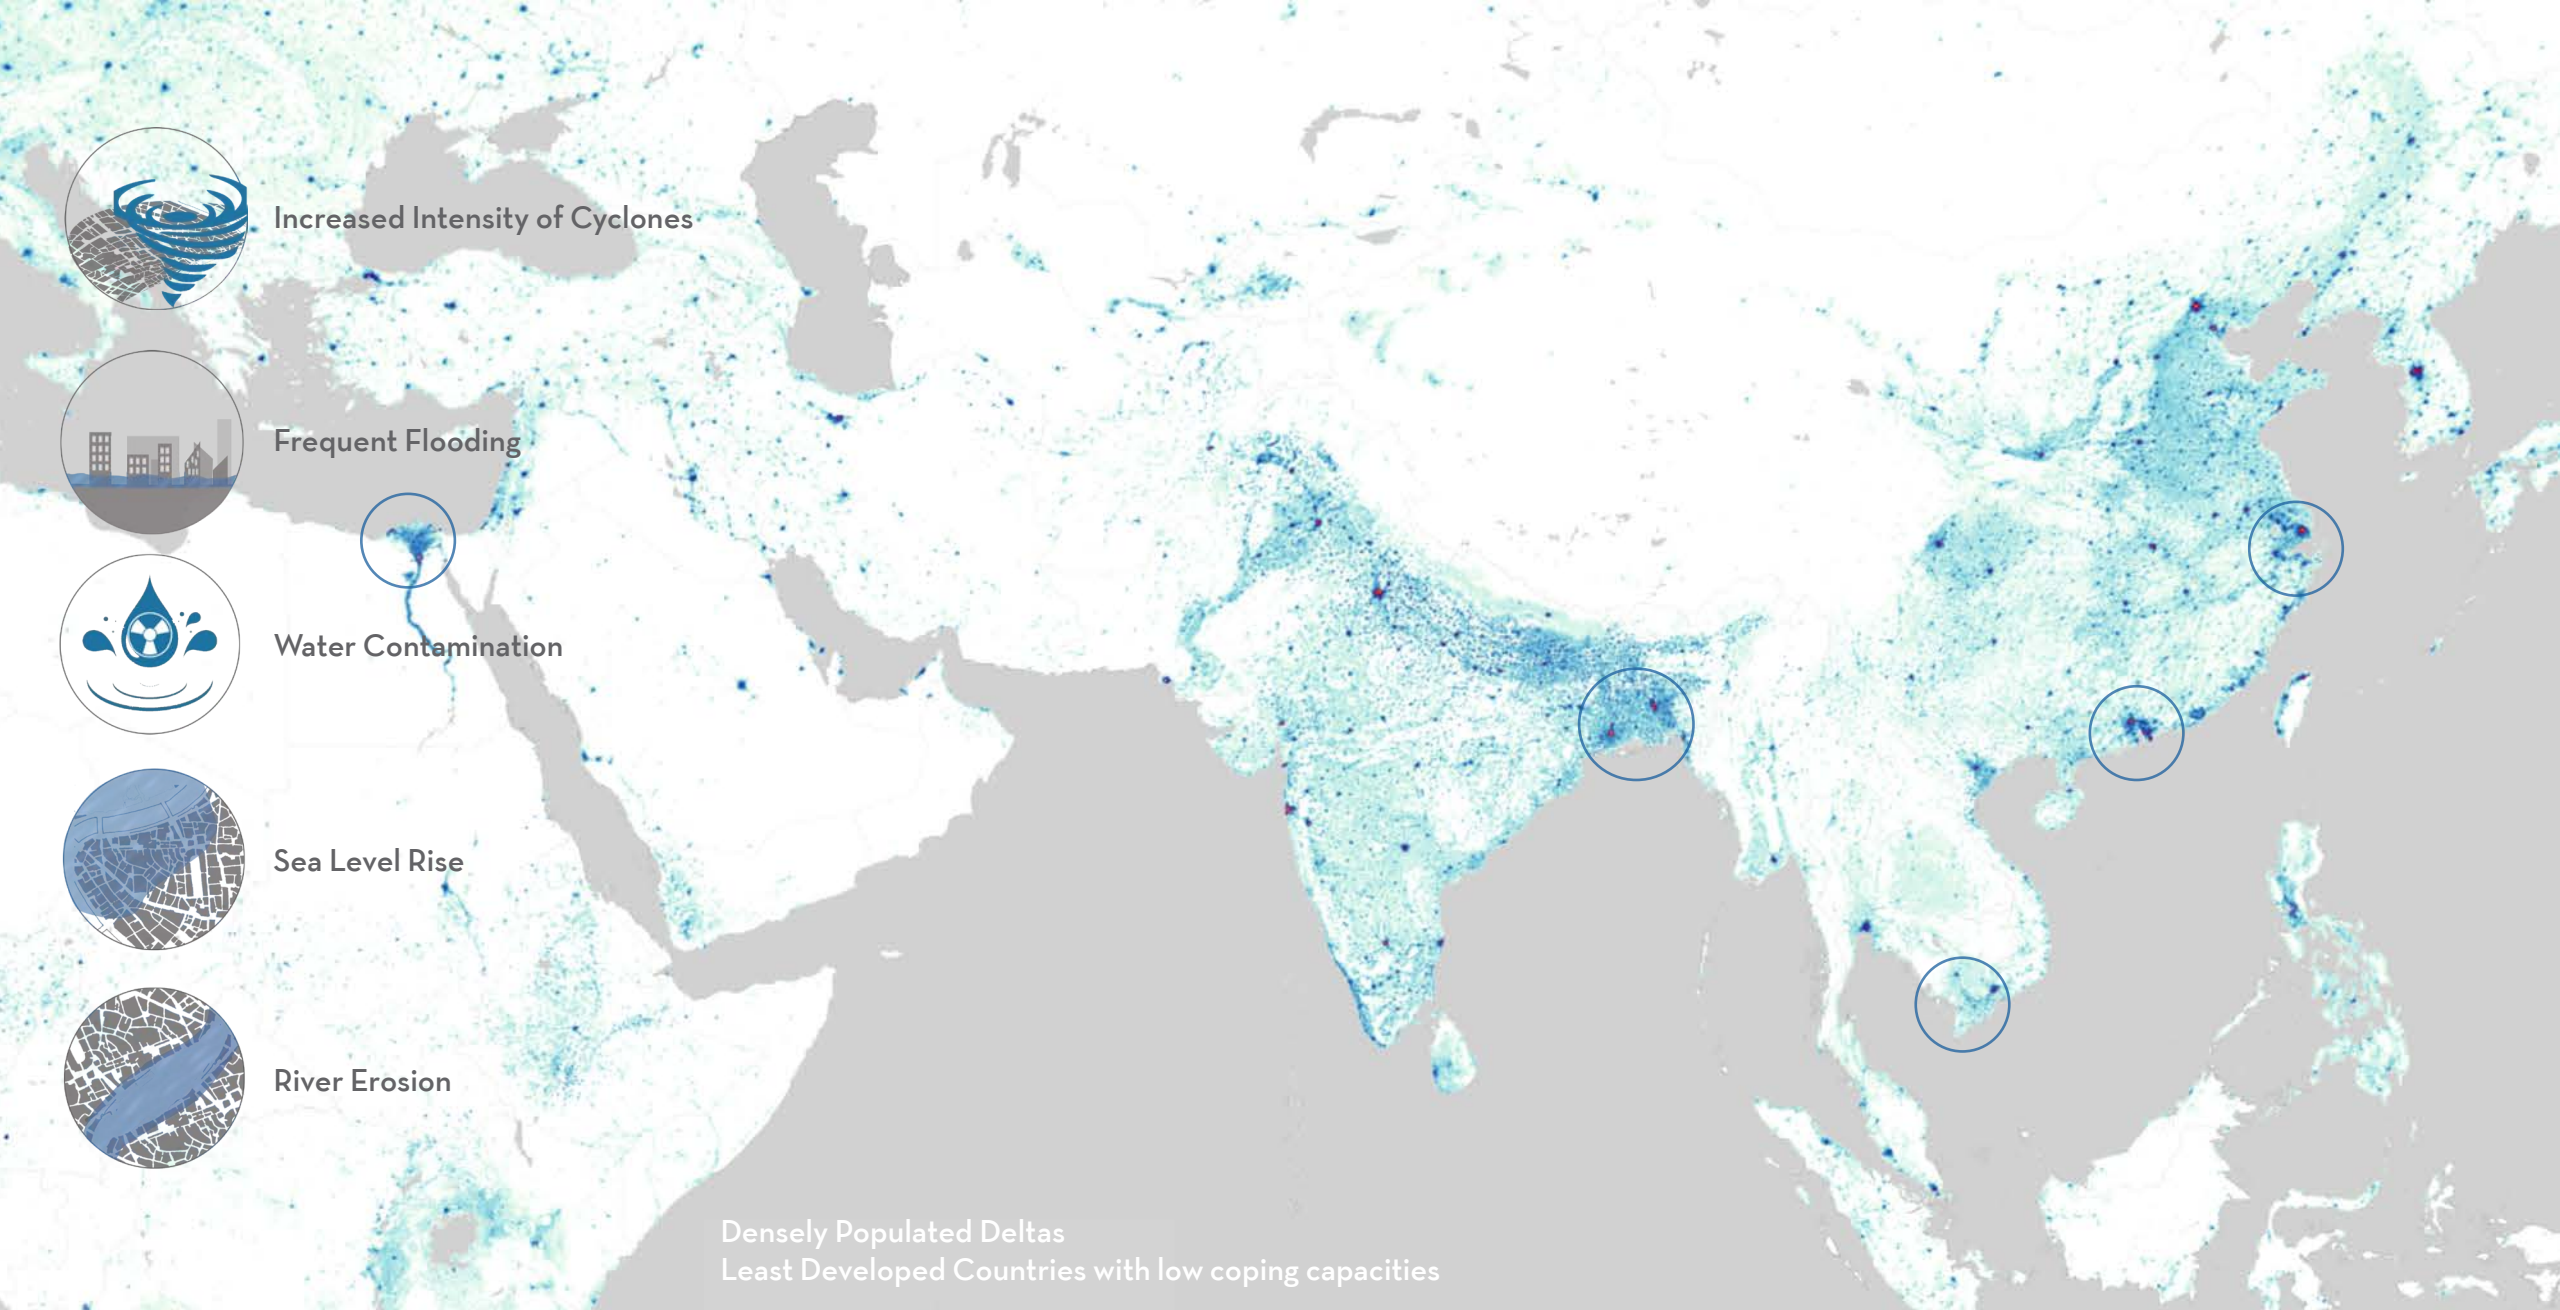 Increased Intensity of Cyclones
Frequent Flooding
Water Contamination
Sea Level Rise
River Erosion
Densely Populated Deltas
Least Developed Countries with low coping capacities